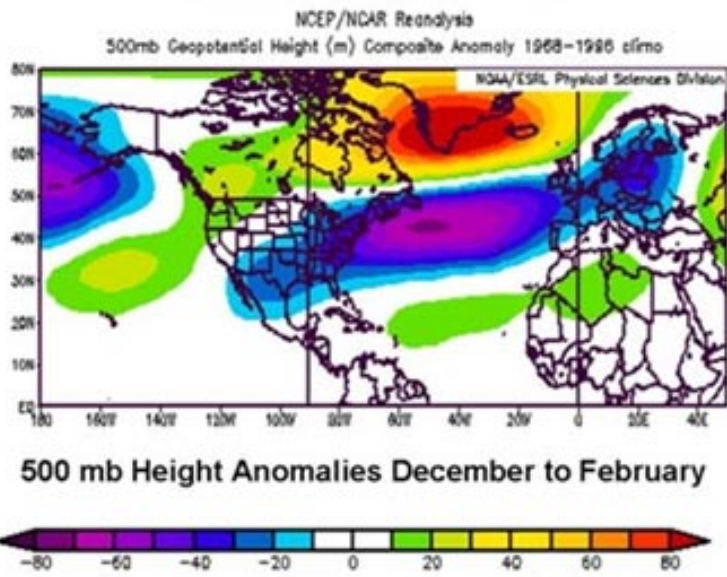 NCEP/NCAR Reanalysis
500mb Geopotential Height (m) Composite Anomaly 1968-1996 climo
NOAA/ESRL Physical Sciences Division
80N
70N
60N
50N
40N
30N
20N
10N
EQ
180 160W 140W 120W 100W 80W 60W 40W 20W 0 20E 40E
500 mb Height Anomalies December to February
-80 -60 -40 -20 0 20 40 60 80